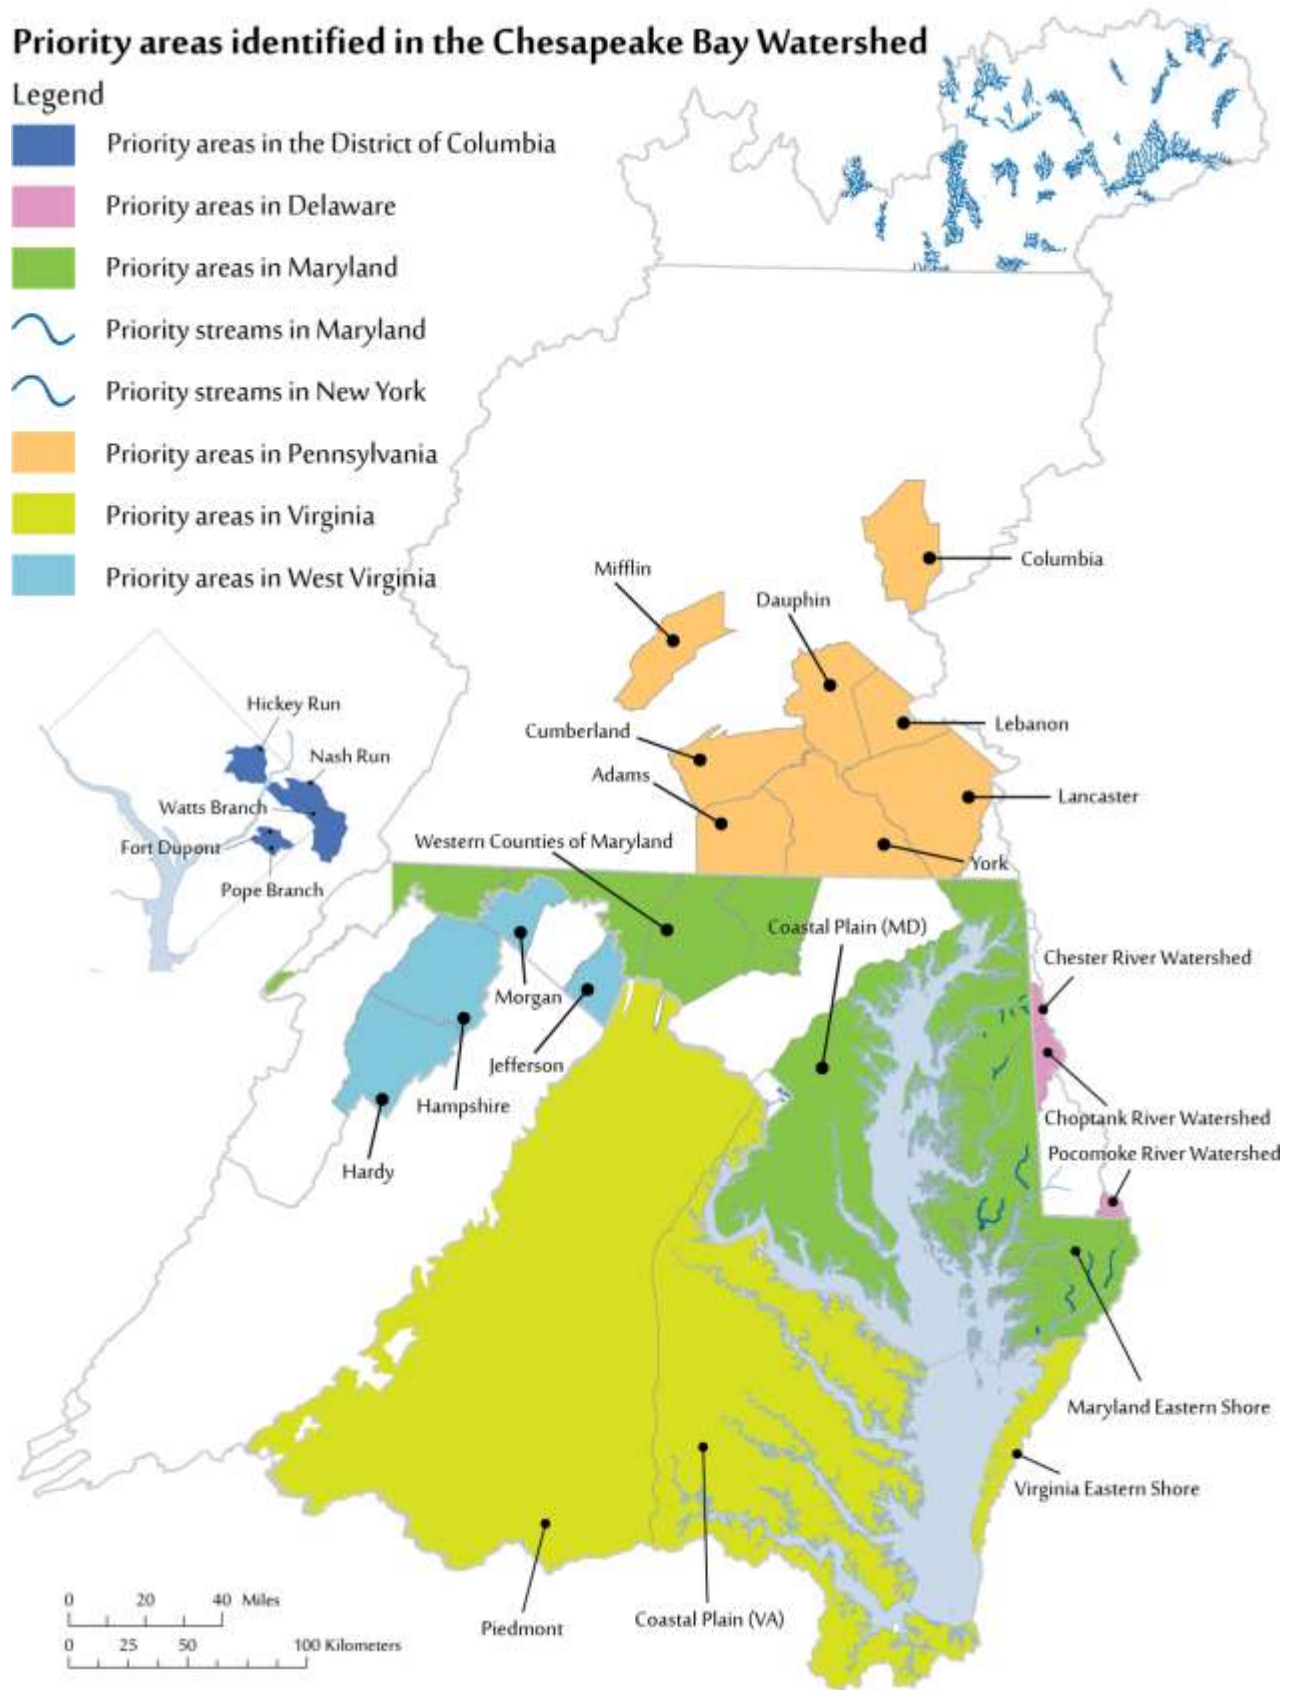 Priority areas identified in the Chesapeake Bay Watershed
Legend
Priority areas in the District of Columbia
Priority areas in Delaware
Priority areas in Maryland
Priority streams in Maryland
Priority streams in New York
Priority areas in Pennsylvania
Priority areas in Virginia
Priority areas in West Virginia
Columbia
Mifflin
Dauphin
Hickey Run
Lebanon
Cumberland
Nash Run
Adams
Lancaster
Watts Branch
Western Counties of Maryland
Fort Dupont
York
Pope Branch
Coastal Plain (MD)
Chester River Watershed
Morgan
Jefferson
Hampshire
Choptank River Watershed
Pocomoke River Watershed
Hardy
Maryland Eastern Shore
Virginia Eastern Shore
0 20 40 Miles
Coastal Plain (VA)
Piedmont
0 25 50 100 Kilometers